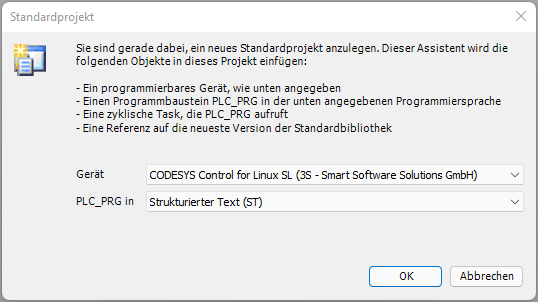 Standardprojekt
Sie sind gerade dabei, ein neues Standardprojekt anzulegen. Dieser Assistent wird die
folgenden Objekte in dieses Projekt einfügen:
- Ein programmierbares Gerät, wie unten angegeben
- Einen Programmbaustein PLC_PRG in der unten angegebenen Programmiersprache
- Eine zyklische Task, die PLC_PRG aufruft
- Eine Referenz auf die neueste Version der Standardbibliothek
Gerät CODESYS Control for Linux SL (3S - Smart Software Solutions GmbH)
PLC_PRG in Strukturierter Text (ST)
OK Abbrechen